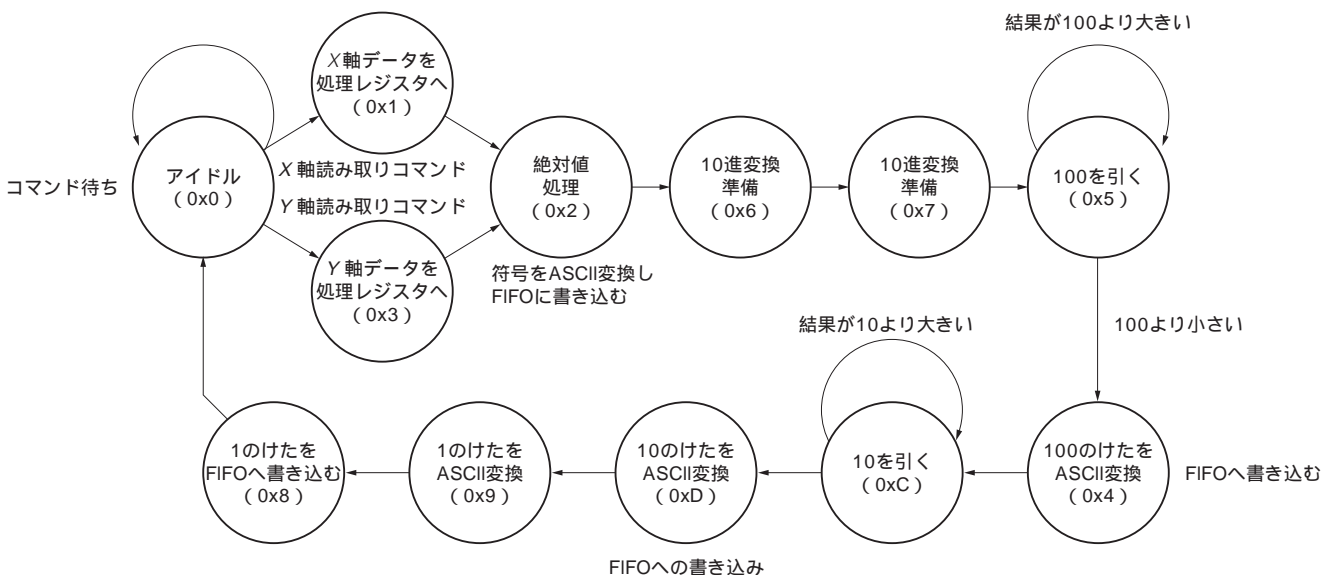 結果が100より大きい
X軸データを
処理レジスタへ
（0x1）
コマンド待ち
アイドル
（0x0）
X軸読み取りコマンド
Y軸読み取りコマンド
絶対値
処理
（0x2）
10進変換
準備
（0x6）
10進変換
準備
（0x7）
100を引く
（0x5）
Y軸データを
処理レジスタへ
（0x3）
符号をASCII変換し
FIFOに書き込む
結果が10より大きい
100より小さい
1のけたを
FIFOへ書き込む
（0x8）
1のけたを
ASCII変換
（0x9）
10のけたを
ASCII変換
（0xD）
10を引く
（0xC）
100のけたを
ASCII変換
（0x4）
FIFOへ書き込む
FIFOへの書き込み